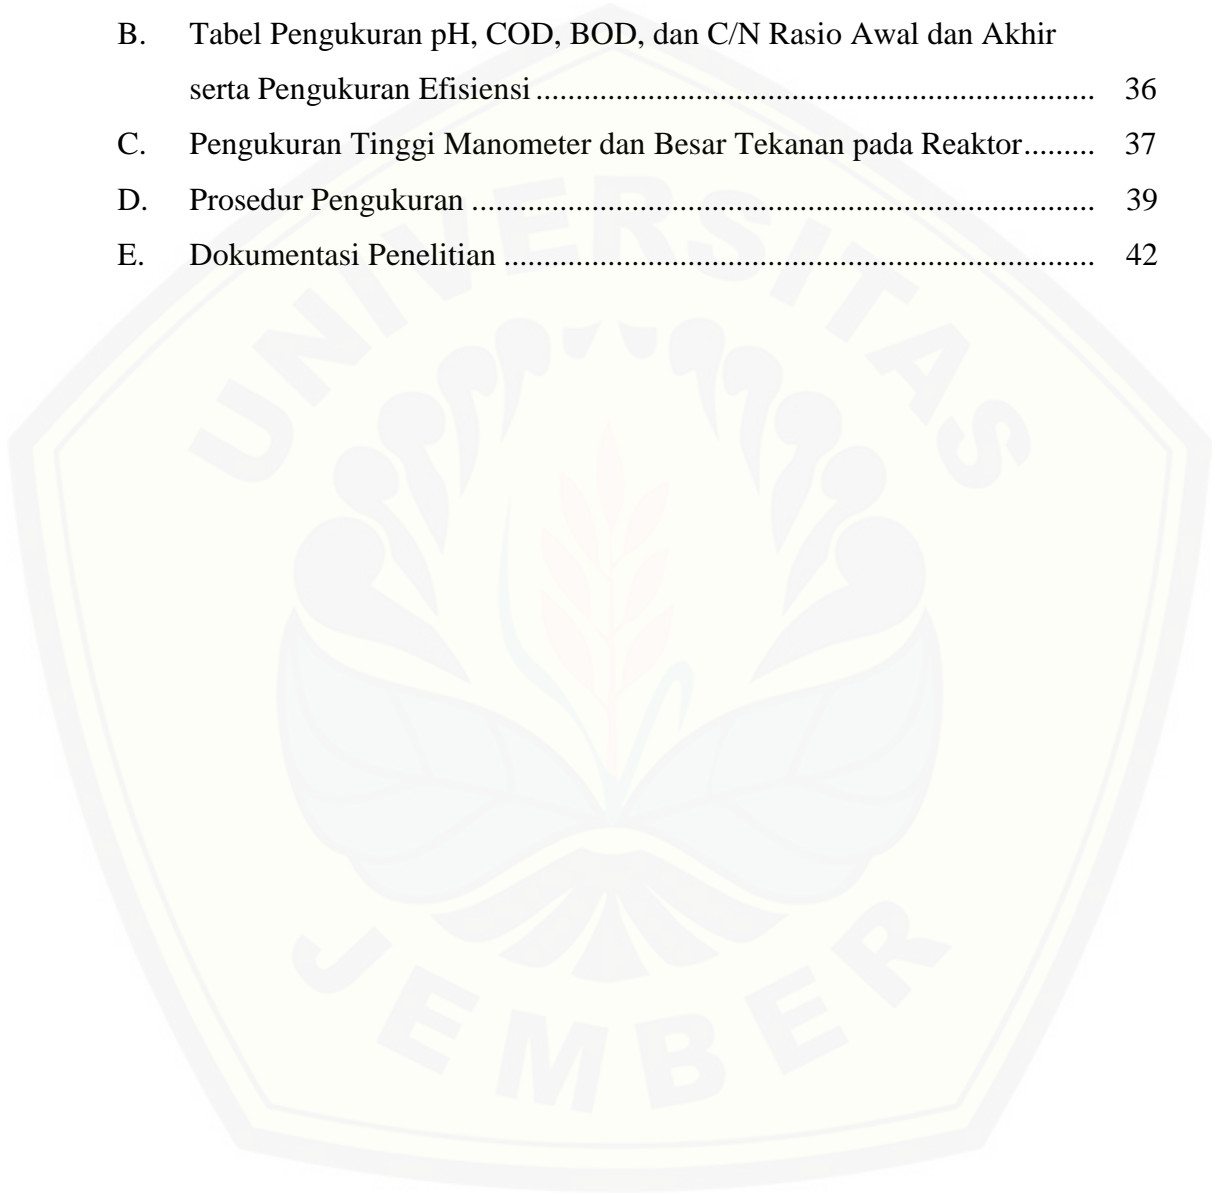 B. Tabel Pengukuran pH, COD, BOD, dan C/N Rasio Awal dan Akhir
serta Pengukuran Efisiensi ...................................................................... 36
C. Pengukuran Tinggi Manometer dan Besar Tekanan pada Reaktor......... 37
D. Prosedur Pengukuran .............................................................................. 39
E. Dokumentasi Penelitian .......................................................................... 42
UNIVERSITAS
JEMBER